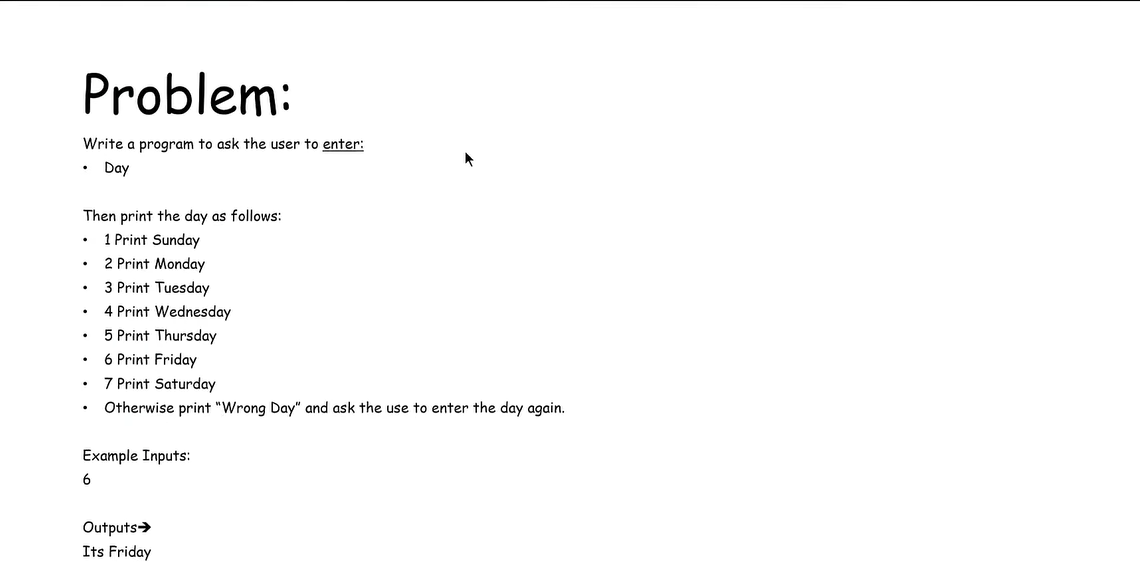 Problem:
Write a program to ask the user to enter:
• Day
Then print the day as follows:
• 1 Print Sunday
• 2 Print Monday
• 3 Print Tuesday
• 4 Print Wednesday
• 5 Print Thursday
• 6 Print Friday
• 7 Print Saturday
• Otherwise print “Wrong Day” and ask the use to enter the day again.
Example Inputs:
6
Outputs➔
Its Friday